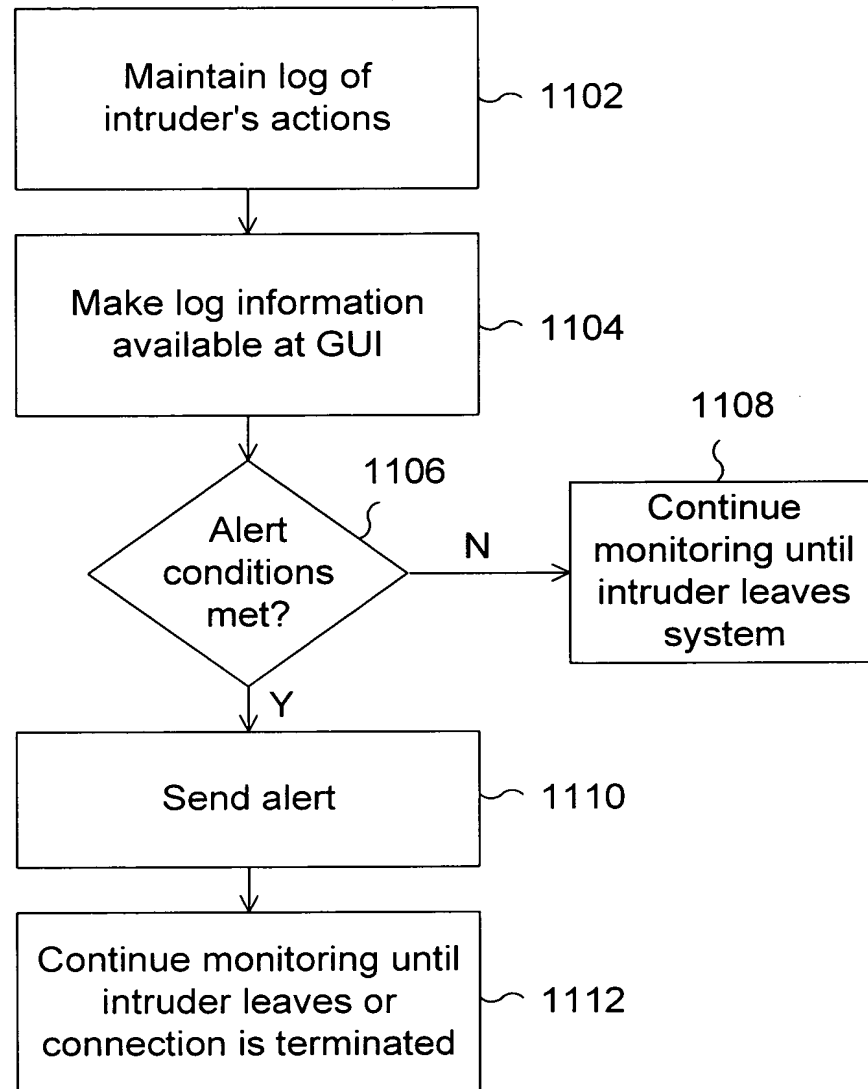 Maintain log of
intruder's actions
1102
Make log information
available at GUI
1104
1106
Alert
conditions
met?
N
1108
Continue
monitoring until
intruder leaves
system
Y
Send alert
1110
Continue monitoring until
intruder leaves or
connection is terminated
1112